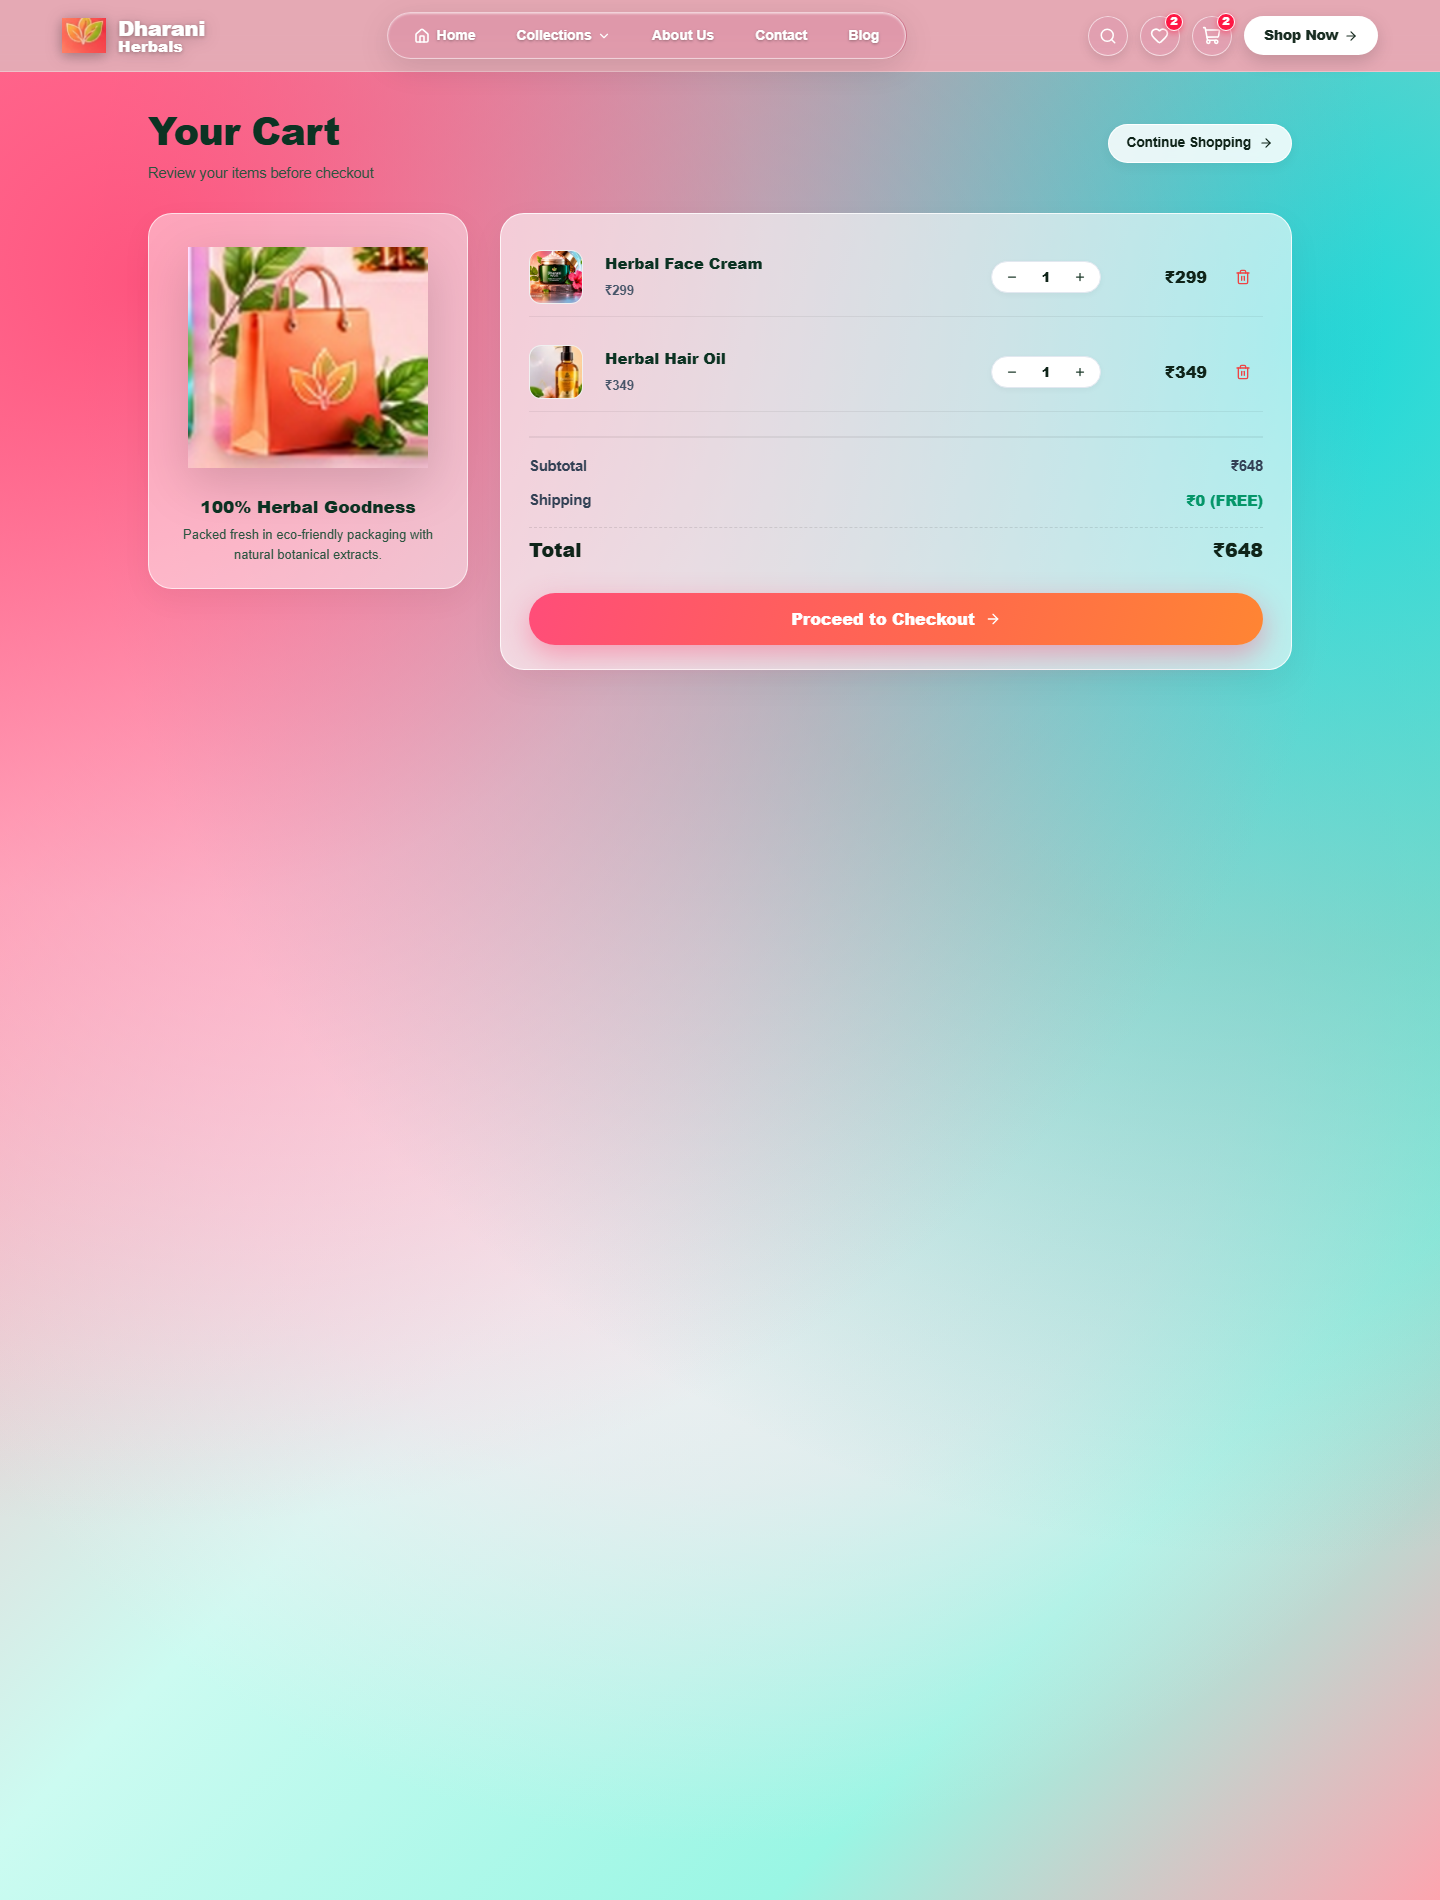 Dharani
Herbals
Home
Collections
About Us
Contact
Blog
2
2
Shop Now
Your Cart
Review your items before checkout
Continue Shopping
100% Herbal Goodness
Packed fresh in eco-friendly packaging with
natural botanical extracts.
Herbal Face Cream
₹299
1
₹299
Herbal Hair Oil
₹349
1
₹349
Subtotal
₹648
Shipping
₹0 (FREE)
Total
₹648
Proceed to Checkout